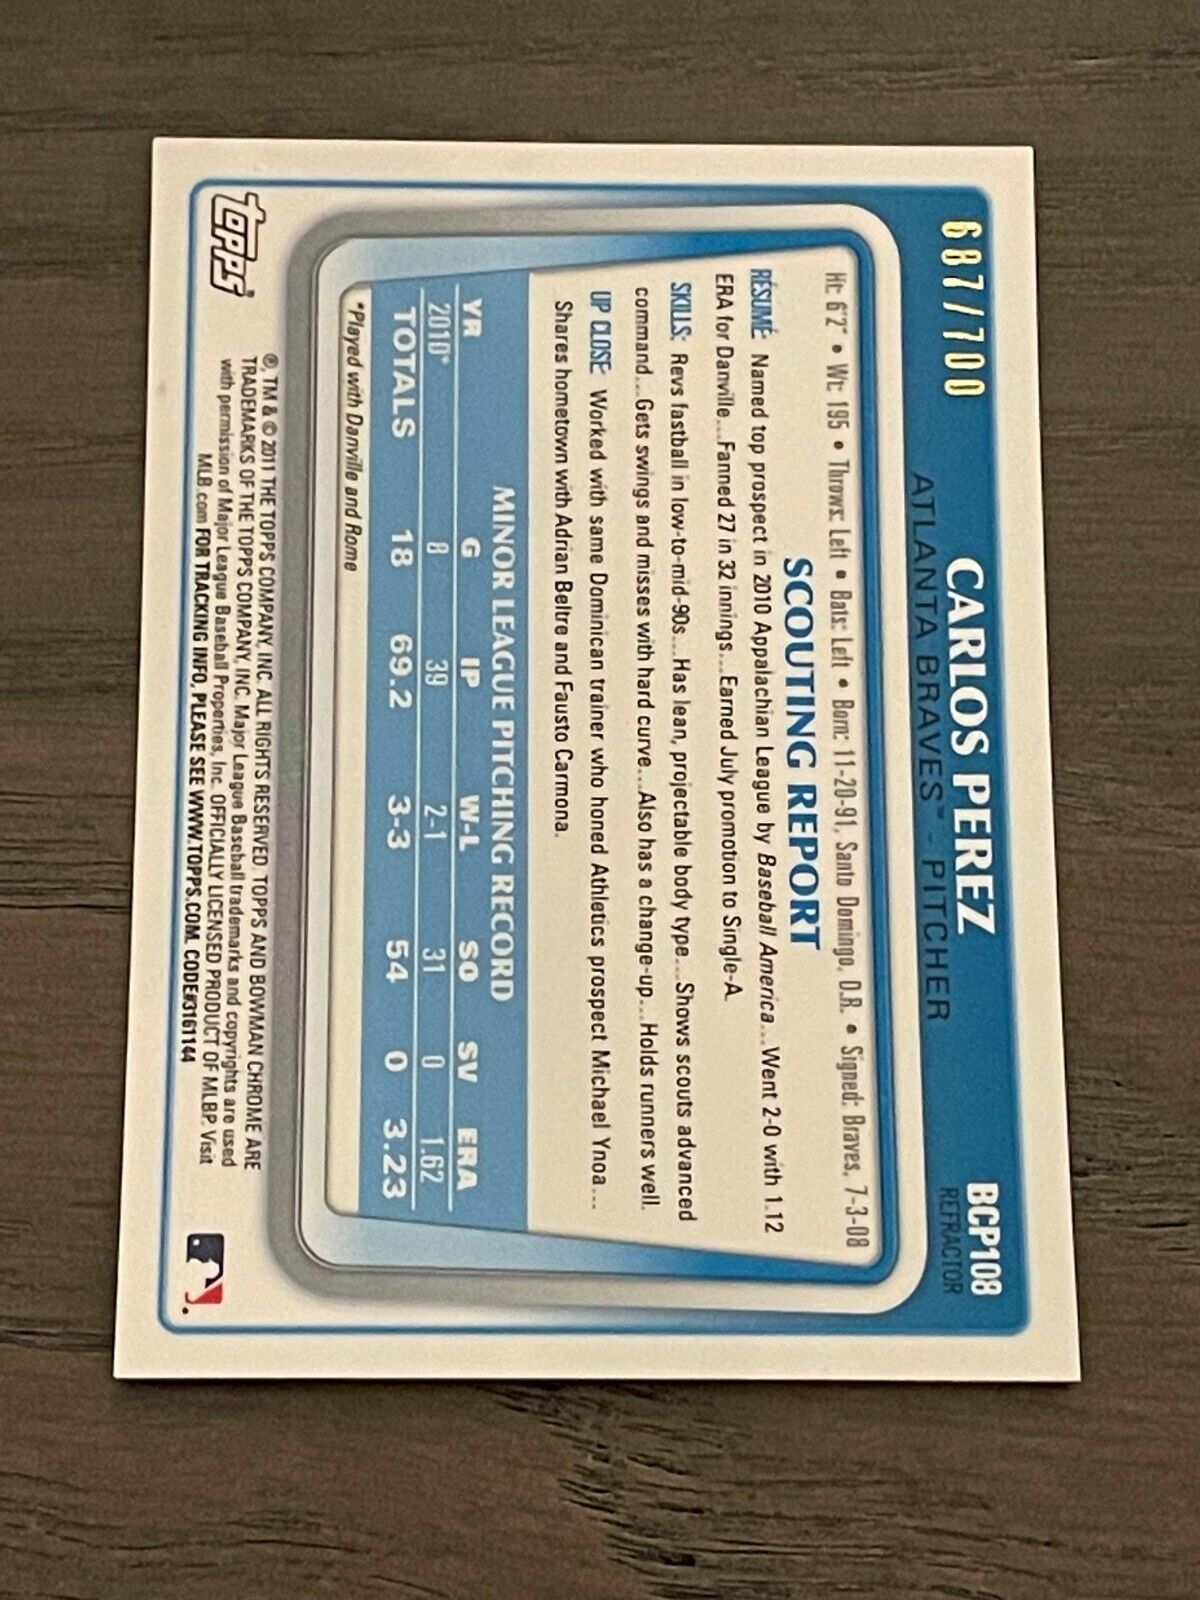 687/700
CARLOS PEREZ
BCP108
ATLANTA BRAVES™ - PITCHER
REFRACTOR
Ht: 6'2" • Wt: 195 • Throws: Left • Bats: Left • Born: 11-20-91, Santo Domingo, D.R. • Signed: Braves, 7-3-08
SCOUTING REPORT
RÉSUMÉ: Named top prospect in 2010 Appalachian League by Baseball America...Went 2-0 with 1.12
ERA for Danville...Fanned 27 in 32 innings...Earned July promotion to Single-A.
SKILLS: Revs fastball in low-to-mid-90s...Has lean, projectable body type...Shows scouts advanced
command...Gets swings and misses with hard curve...Also has a change-up...Holds runners well.
UP CLOSE: Worked with same Dominican trainer who honed Athletics prospect Michael Ynoa...
Shares hometown with Adrian Beltre and Fausto Carmona.
MINOR LEAGUE PITCHING RECORD
YR G IP W-L SO SV ERA
2010* 8 39 2-1 31 0 1.62
TOTALS 18 69.2 3-3 54 0 3.23
*Played with Danville and Rome
topps®
®, TM & © 2011 THE TOPPS COMPANY, INC. ALL RIGHTS RESERVED. TOPPS AND BOWMAN CHROME ARE
TRADEMARKS OF THE TOPPS COMPANY, INC. Major League Baseball trademarks and copyrights are used
with permission of Major League Baseball Properties, Inc. OFFICIALLY LICENSED PRODUCT OF MLBP. Visit
MLB.com FOR TRACKING INFO, PLEASE SEE WWW.TOPPS.COM. CODE#3161144